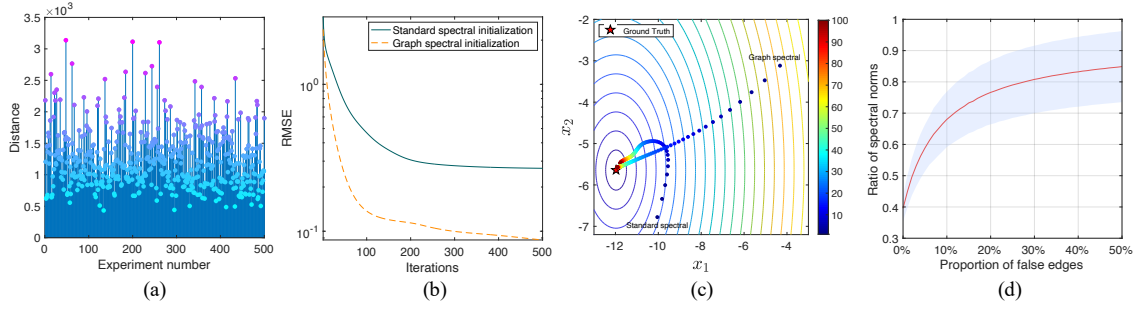 3.5 ×10³
3
2.5
2
1.5
1
0.5
0
0 100 200 300 400 500
Distance
Experiment number
(a)
Standard spectral initialization
Graph spectral initialization
10⁰
10⁻¹
RMSE
100 200 300 400 500
Iterations
(b)
Ground Truth
Graph spectral
Standard spectral
-2
-3
-4
-5
-6
-7
x₂
-12 -10 -8 -6 -4
x₁
100
90
80
70
60
50
40
30
20
10
(c)
1
0.9
0.8
0.7
0.6
0.5
0.4
0.3
Ratio of spectral norms
0% 10% 20% 30% 40% 50%
Proportion of false edges
(d)